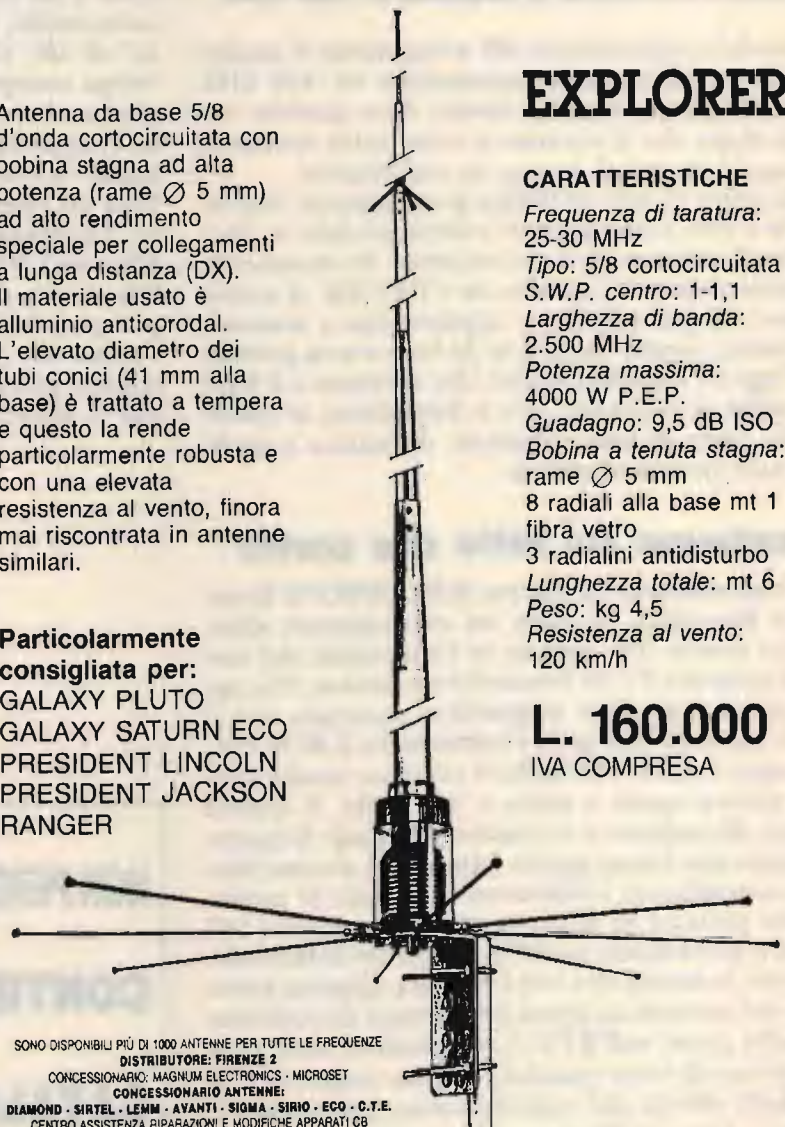 Antenna da base 5/8
d'onda cortocircuitata con
bobina stagna ad alta
potenza (rame Ø 5 mm)
ad alto rendimento
speciale per collegamenti
a lunga distanza (DX).
Il materiale usato è
alluminio anticorodal.
L'elevato diametro dei
tubi conici (41 mm alla
base) è trattato a tempera
e questo la rende
particolarmente robusta e
con una elevata
resistenza al vento, finora
mai riscontrata in antenne
similari.
Particolarmente
consigliata per:
GALAXY PLUTO
GALAXY SATURN ECO
PRESIDENT LINCOLN
PRESIDENT JACKSON
RANGER
EXPLORER
CARATTERISTICHE
Frequenza di taratura:
25-30 MHz
Tipo: 5/8 cortocircuitata
S.W.P. centro: 1-1,1
Larghezza di banda:
2.500 MHz
Potenza massima:
4000 W P.E.P.
Guadagno: 9,5 dB ISO
Bobina a tenuta stagna:
rame Ø 5 mm
8 radiali alla base mt 1
fibra vetro
3 radialini antidisturbo
Lunghezza totale: mt 6
Peso: kg 4,5
Resistenza al vento:
120 km/h
L. 160.000
IVA COMPRESA
SONO DISPONIBILI PIÙ DI 1000 ANTENNE PER TUTTE LE FREQUENZE
DISTRIBUTORE: FIRENZE 2
CONCESSIONARIO: MAGNUM ELECTRONICS - MICROSET
CONCESSIONARIO ANTENNE:
DIAMOND - SIRTEL - LEMM - AVANTI - SIGMA - SIRIO - ECO - C.T.E.
CENTRO ASSISTENZA RIPARAZIONI E MODIFICHE APPARATI CB